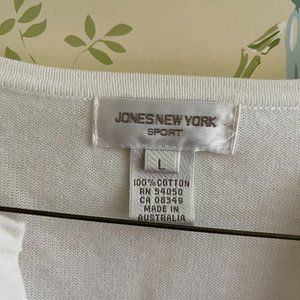 JONES NEW YORK
SPORT
L
100% COTTON
RN 54050
CA 08349
MADE IN
AUSTRALIA